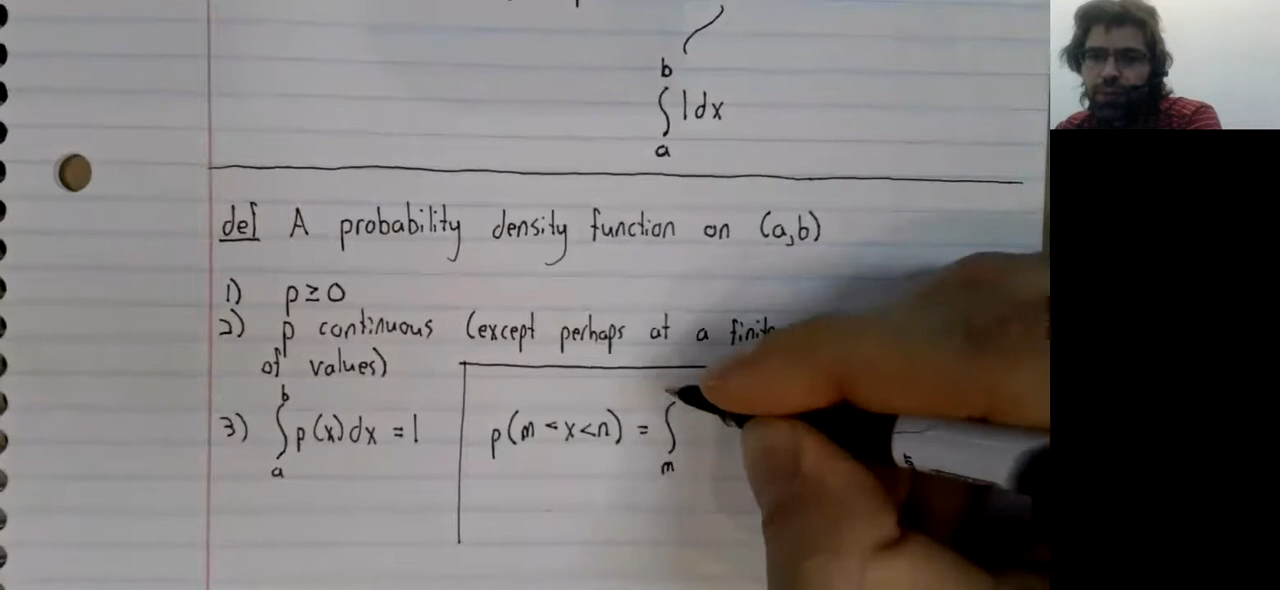 b
∫ 1 dx
a
def A probability density function on (a,b)
1) p ≥ 0
2) p continuous (except perhaps at a finite
of values)
b
3) ∫ p(x) dx = 1
a
p(m < x < n) = ∫
m